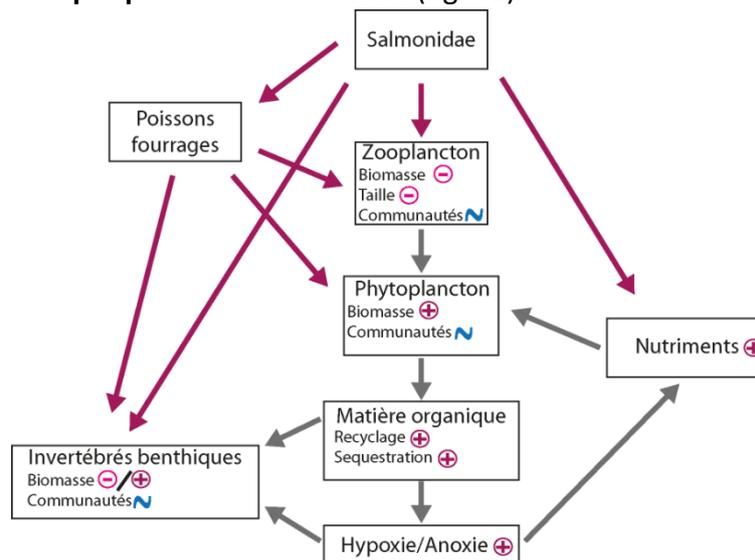 Salmonidae
Poissons
fourrages
Zooplancton
Biomasse ⊖
Taille ⊖
Communautés ~
Phytoplancton
Biomasse ⊕
Communautés ~
Nutriments ⊕
Matière organique
Recyclage ⊕
Sequestration ⊕
Invertébrés benthiques
Biomasse ⊖/⊕
Communautés ~
Hypoxie/Anoxie ⊕